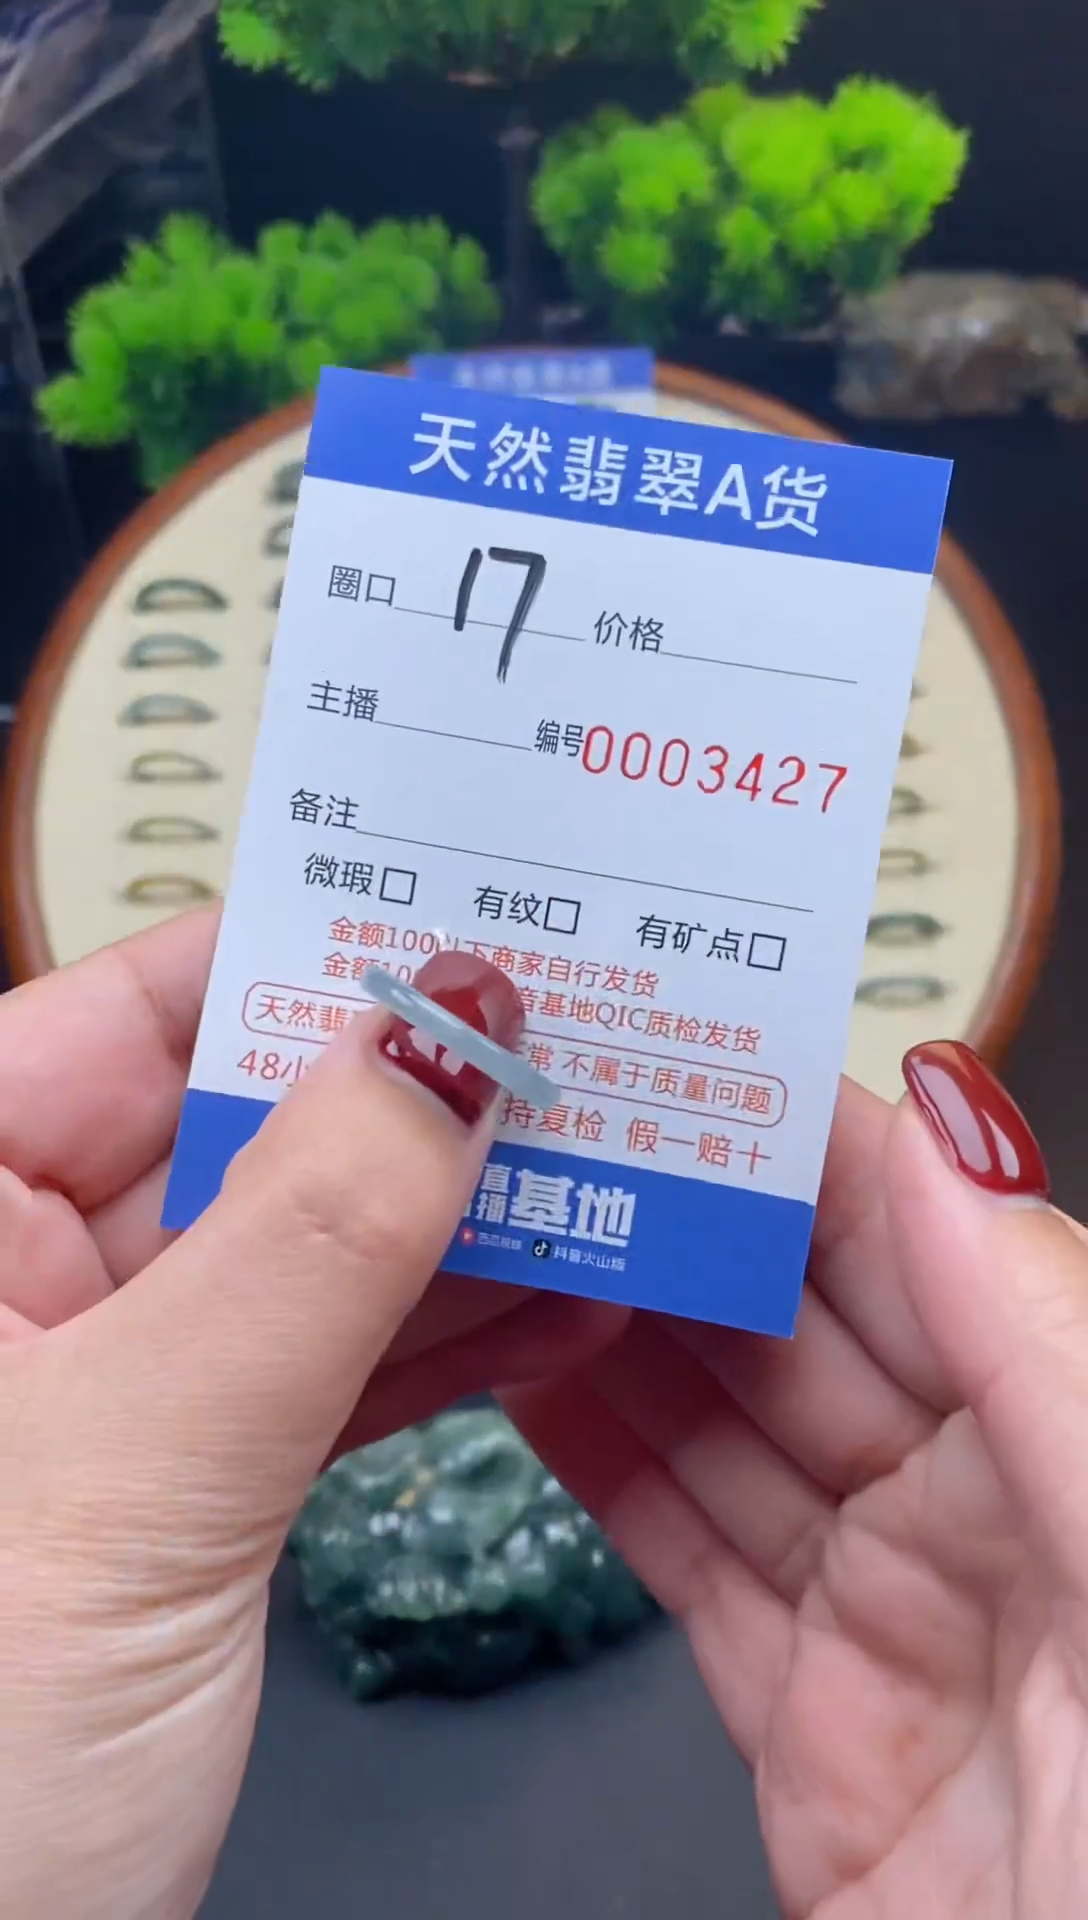 天然翡翠A货
圈口 17 价格
主播 编号0003427
备注
微瑕 有纹 有矿点
金额100以下商家自行发货
金额10 音基地QIC质检发货
天然翡 正常 不属于质量问题
48小 持复检 假一赔十
直播基地
西瓜视频 抖音火山版